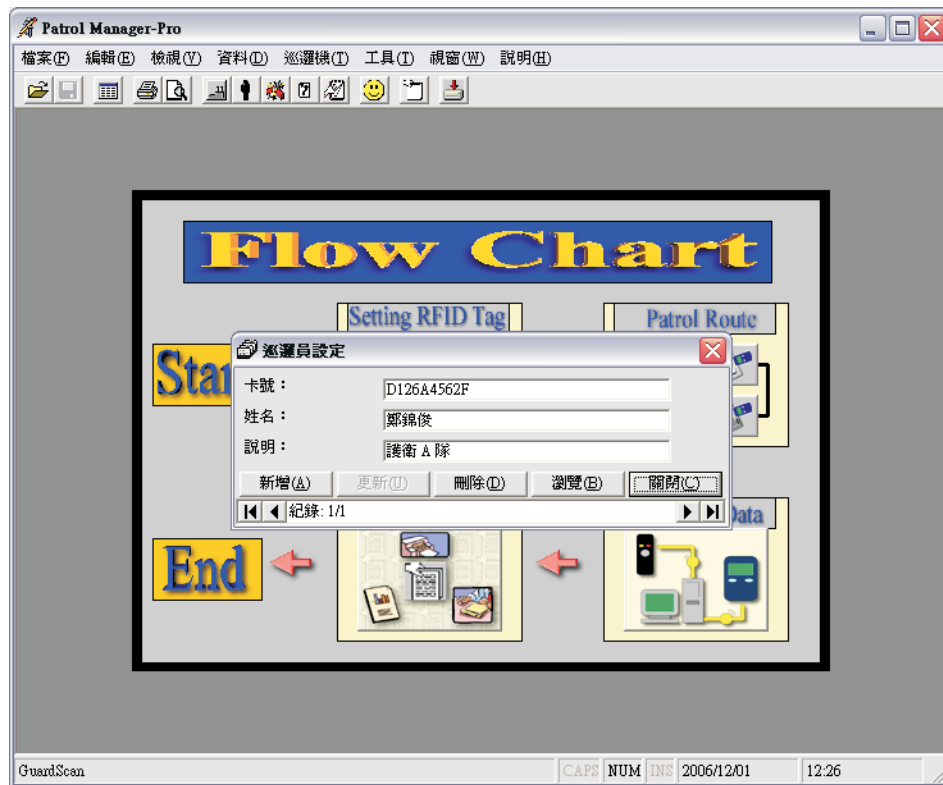 Patrol Manager-Pro
檔案(F) 編輯(E) 檢視(V) 資料(D) 巡邏機(T) 工具(T) 視窗(W) 說明(H)
Flow Chart
Setting RFID Tag
Patrol Route
Star
巡邏員設定
卡號：
D126A4562F
姓名：
鄭錦俊
說明：
護衛 A 隊
新增(A) 更新(U) 刪除(D) 瀏覽(B) 關閉(C)
紀錄: 1/1
Data
End
GuardScan
CAPS NUM INS 2006/12/01 12:26